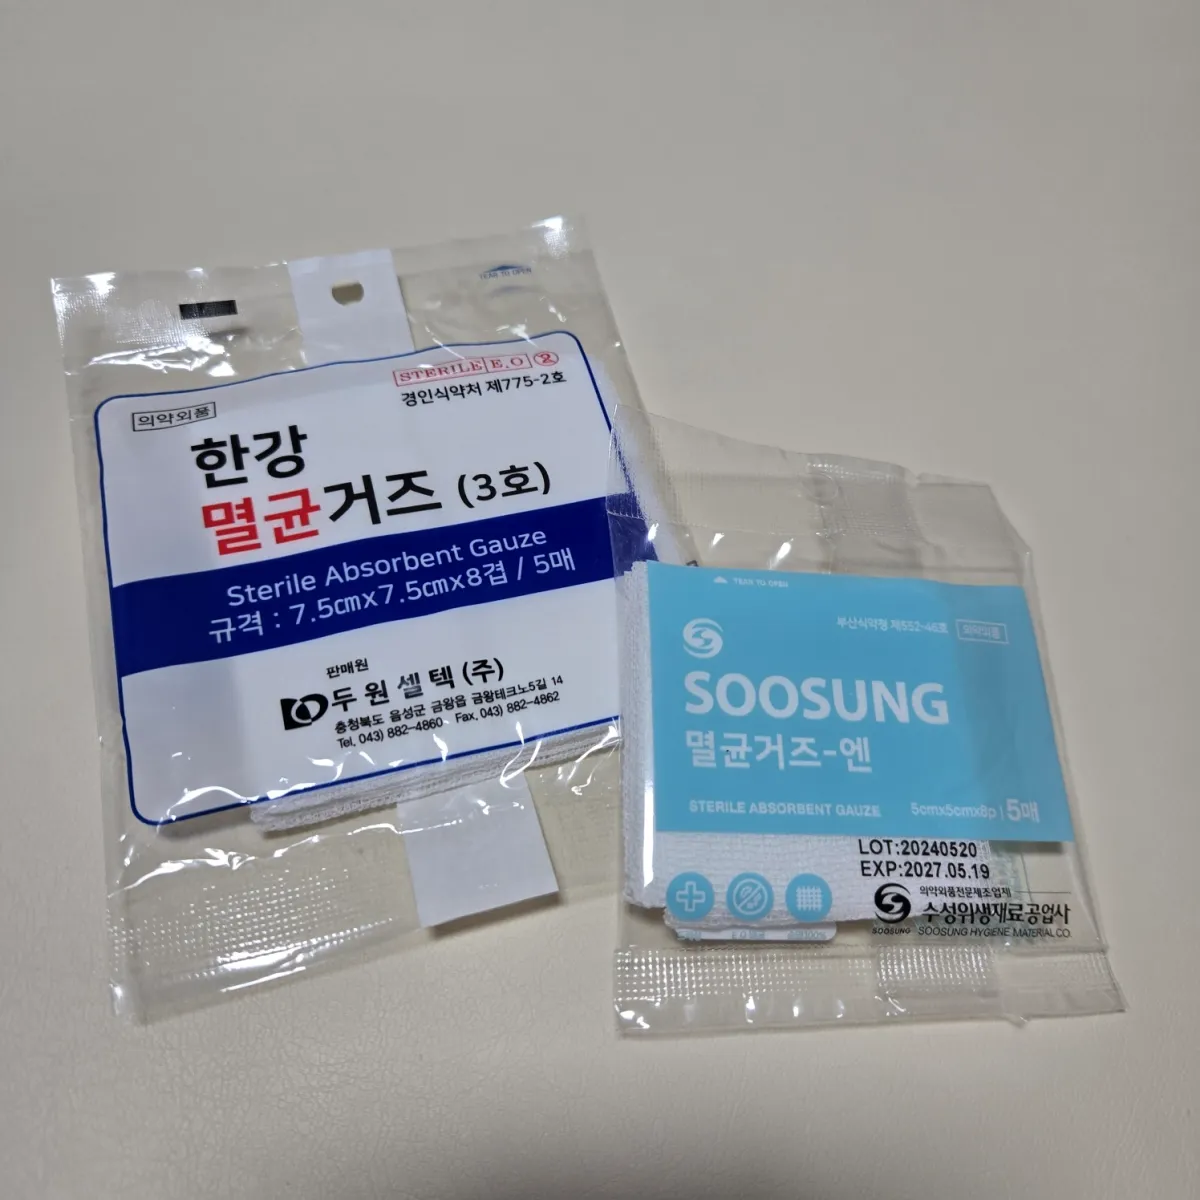 TEAR TO OPEN
STERILE E.O ②
경인식약처 제775-2호
의약외품
한강
멸균거즈 (3호)
Sterile Absorbent Gauze
규격 : 7.5cmx7.5cmx8겹 / 5매
판매원
두원셀텍(주)
충청북도 음성군 금왕읍 금왕테크노5길 14
Tel. 043) 882-4860 Fax. 043) 882-4862
TEAR TO OPEN
부산식약청 제552-46호 의약외품
SOOSUNG
멸균거즈-엔
STERILE ABSORBENT GAUZE 5cmx5cmx8p | 5매
LOT:20240520
EXP:2027.05.19
의약외품전문제조업체
수성위생재료공업사
SOOSUNG SOOSUNG HYGIENE MATERIAL CO.